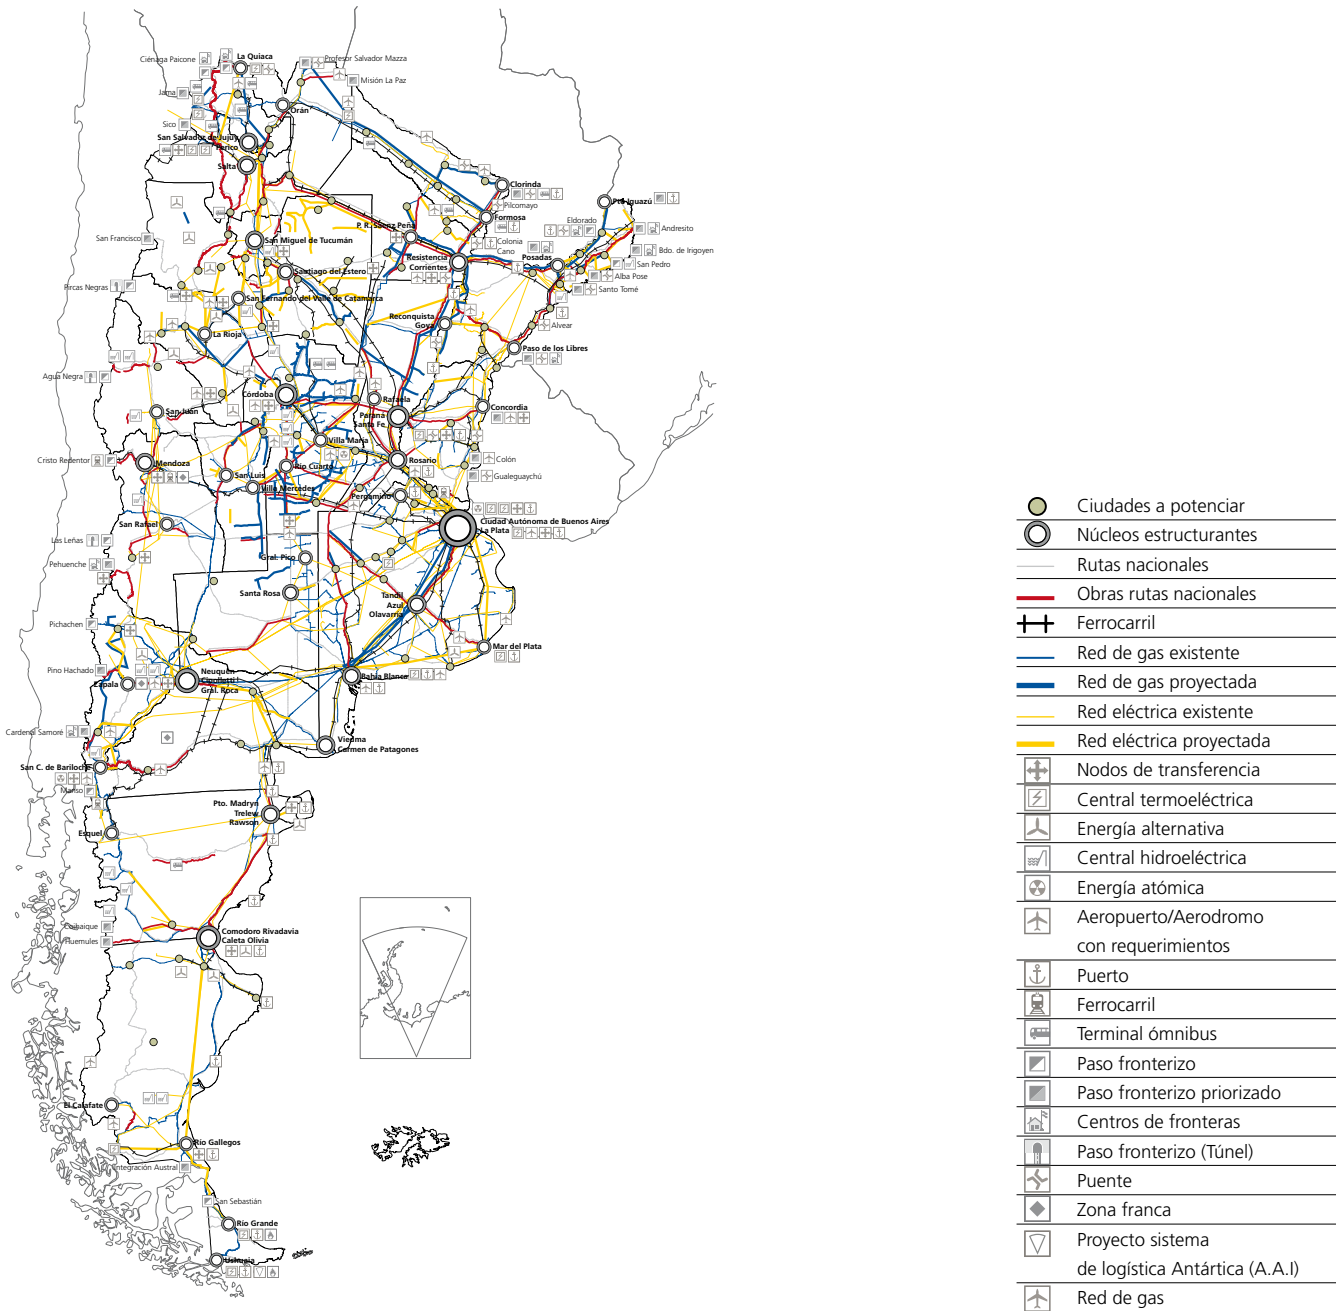 Ciénaga Paicone
La Quiaca
Profesor Salvador Mazza
Misión La Paz
Jama
Orán
Sico
San Salvador de Jujuy
Perico
Salta
Clorinda
Pilcomayo
Formosa
Pto. Iguazú
Eldorado
Andresito
P. R. Sáenz Peña
Colonia
Cano
San Francisco
San Miguel de Tucumán
Bdo. de Irigoyen
Resistencia
Corrientes
Posadas
San Pedro
Santiago del Estero
Alba Pose
Santo Tomé
Pircas Negras
San Fernando del Valle de Catamarca
Reconquista
Goya
Alvear
La Rioja
Paso de los Libres
Agua Negra
Córdoba
Rafaela
San Juan
Paraná
Santa Fe
Concordia
Villa María
Cristo Redentor
Mendoza
Rosario
Colón
Río Cuarto
San Luis
Gualeguaychú
Villa Mercedes
Pergamino
San Rafael
Ciudad Autónoma de Buenos Aires
La Plata
Las Leñas
Gral. Pico
Pehuenche
Santa Rosa
Tandil
Azul
Olavarría
Pichachen
Mar del Plata
Pino Hachado
Neuquén
Cipolletti
Gral. Roca
Zapala
Bahía Blanca
Cardenal Samoré
Viedma
Carmen de Patagones
San C. de Bariloche
Manso
Pto. Madryn
Trelew
Rawson
Esquel
Coihaique
Huemules
Comodoro Rivadavia
Caleta Olivia
El Calafate
Río Gallegos
Integración Austral
San Sebastián
Río Grande
Ushuaia
Ciudades a potenciar
Núcleos estructurantes
Rutas nacionales
Obras rutas nacionales
Ferrocarril
Red de gas existente
Red de gas proyectada
Red eléctrica existente
Red eléctrica proyectada
Nodos de transferencia
Central termoeléctrica
Energía alternativa
Central hidroeléctrica
Energía atómica
Aeropuerto/Aerodromo
con requerimientos
Puerto
Ferrocarril
Terminal ómnibus
Paso fronterizo
Paso fronterizo priorizado
Centros de fronteras
Paso fronterizo (Túnel)
Puente
Zona franca
Proyecto sistema
de logística Antártica (A.A.I)
Red de gas